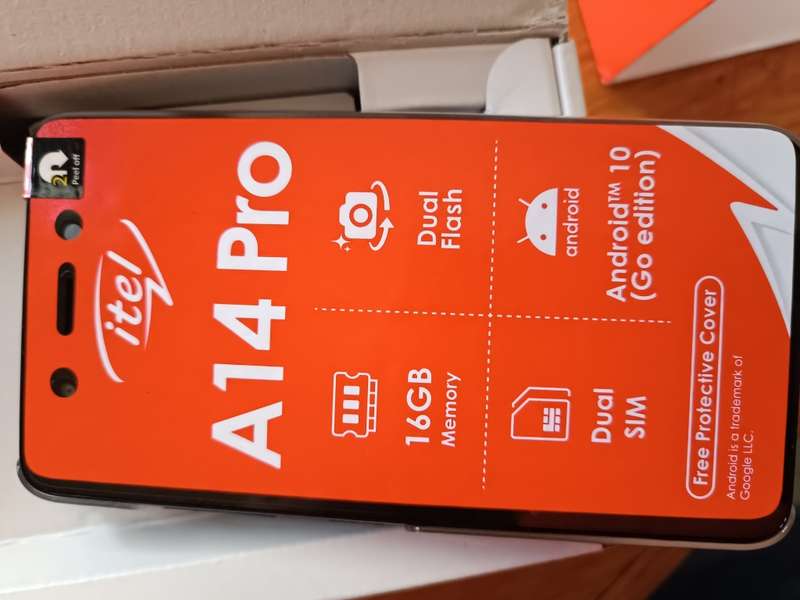 2
Peel off
itel
A14 Pro
16GB
Memory
Dual
Flash
Dual
SIM
android
Android™ 10
(Go edition)
Free Protective Cover
Android is a trademark of
Google LLC.